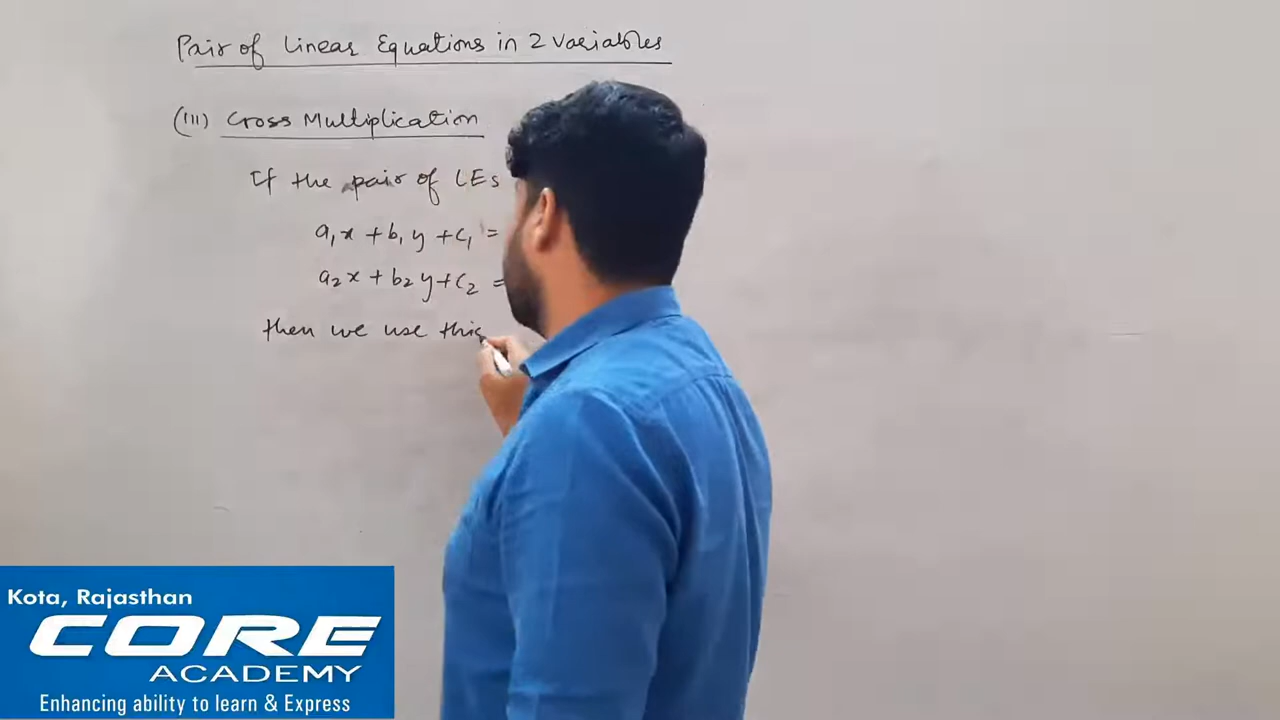 Pair of Linear Equations in 2 variables
(III) Cross Multiplication
If the pair of LEs
a₁x + b₁y + c₁ =
a₂x + b₂y + c₂ =
then we use this
Kota, Rajasthan
CORE
ACADEMY
Enhancing ability to learn & Express